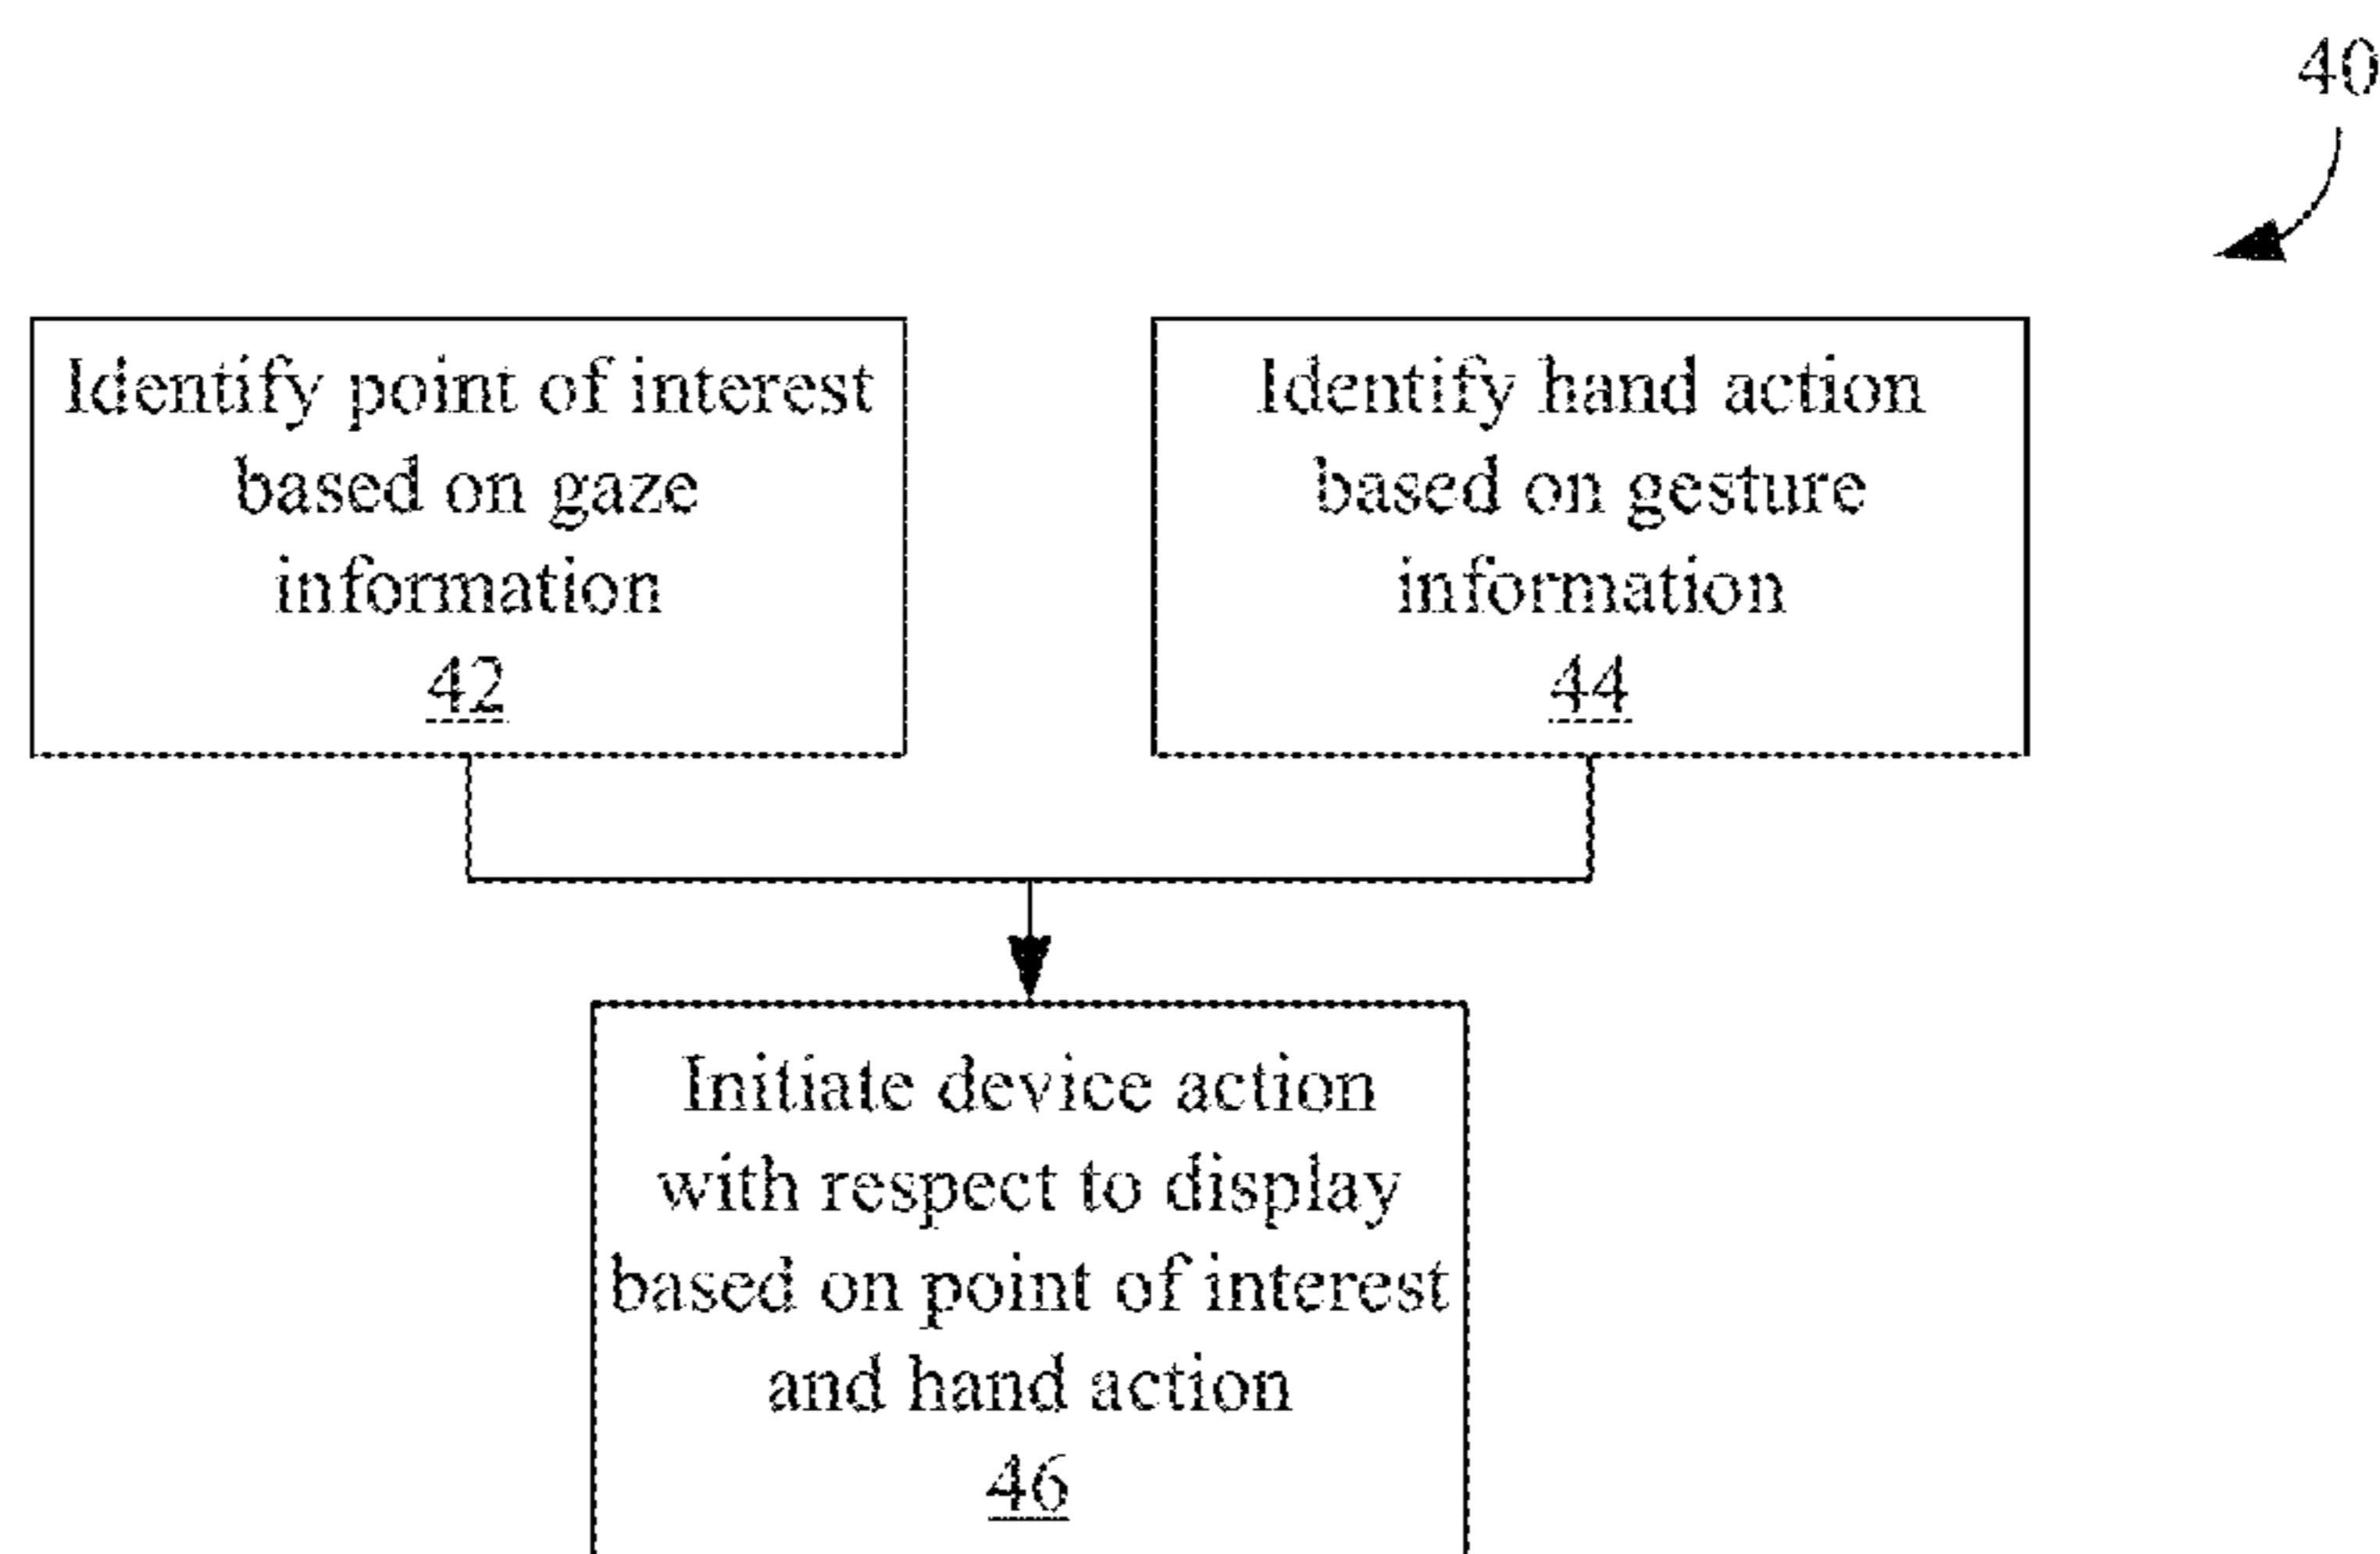 40
Identify point of interest
based on gaze
information
42
Identify hand action
based on gesture
information
44
Initiate device action
with respect to display
based on point of interest
and hand action
46